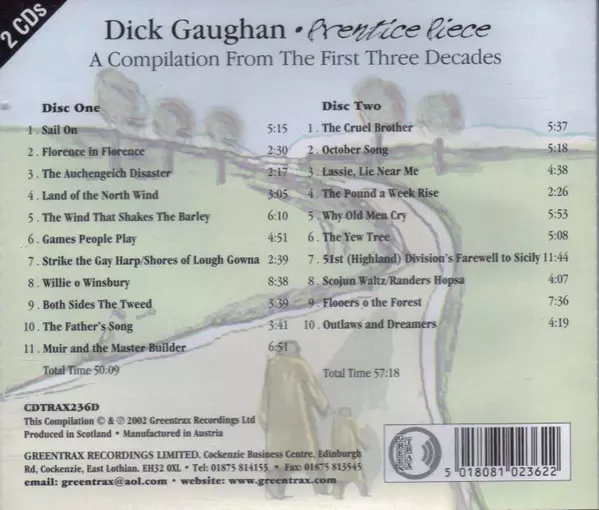 2 CDs
Dick Gaughan • Prentice Piece
A Compilation From The First Three Decades
Disc One
1 . Sail On 5:15
2 . Florence in Florence 2:30
3 . The Auchengeich Disaster 2:17
4 . Land of the North Wind 3:05
5 . The Wind That Shakes The Barley 6:10
6 . Games People Play 4:51
7 . Strike the Gay Harp/Shores of Lough Gowna 2:39
8 . Willie o Winsbury 8:38
9 . Both Sides The Tweed 3:39
10 . The Father's Song 3:41
11 . Muir and the Master Builder 6:51
Total Time 50:09
Disc Two
1 . The Cruel Brother 5:37
2 . October Song 5:18
3 . Lassie, Lie Near Me 4:38
4 . The Pound a Week Rise 2:26
5 . Why Old Men Cry 5:53
6 . The Yew Tree 5:08
7 . 51st (Highland) Division's Farewell to Sicily 11:44
8 . Scojun Waltz/Randers Hopsa 4:07
9 . Flooers o the Forest 7:36
10 . Outlaws and Dreamers 4:19
Total Time 57:18
CDTRAX236D
This Compilation © & ℗ 2002 Greentrax Recordings Ltd
Produced in Scotland • Manufactured in Austria
GREENTRAX RECORDINGS LIMITED, Cockenzie Business Centre, Edinburgh
Rd, Cockenzie, East Lothian. EH32 0XL • Tel: 01875 814155 • Fax: 01875 813545
email: greentrax@aol.com • website: www.greentrax.com
GREEN
TRAX
5 018081 023622